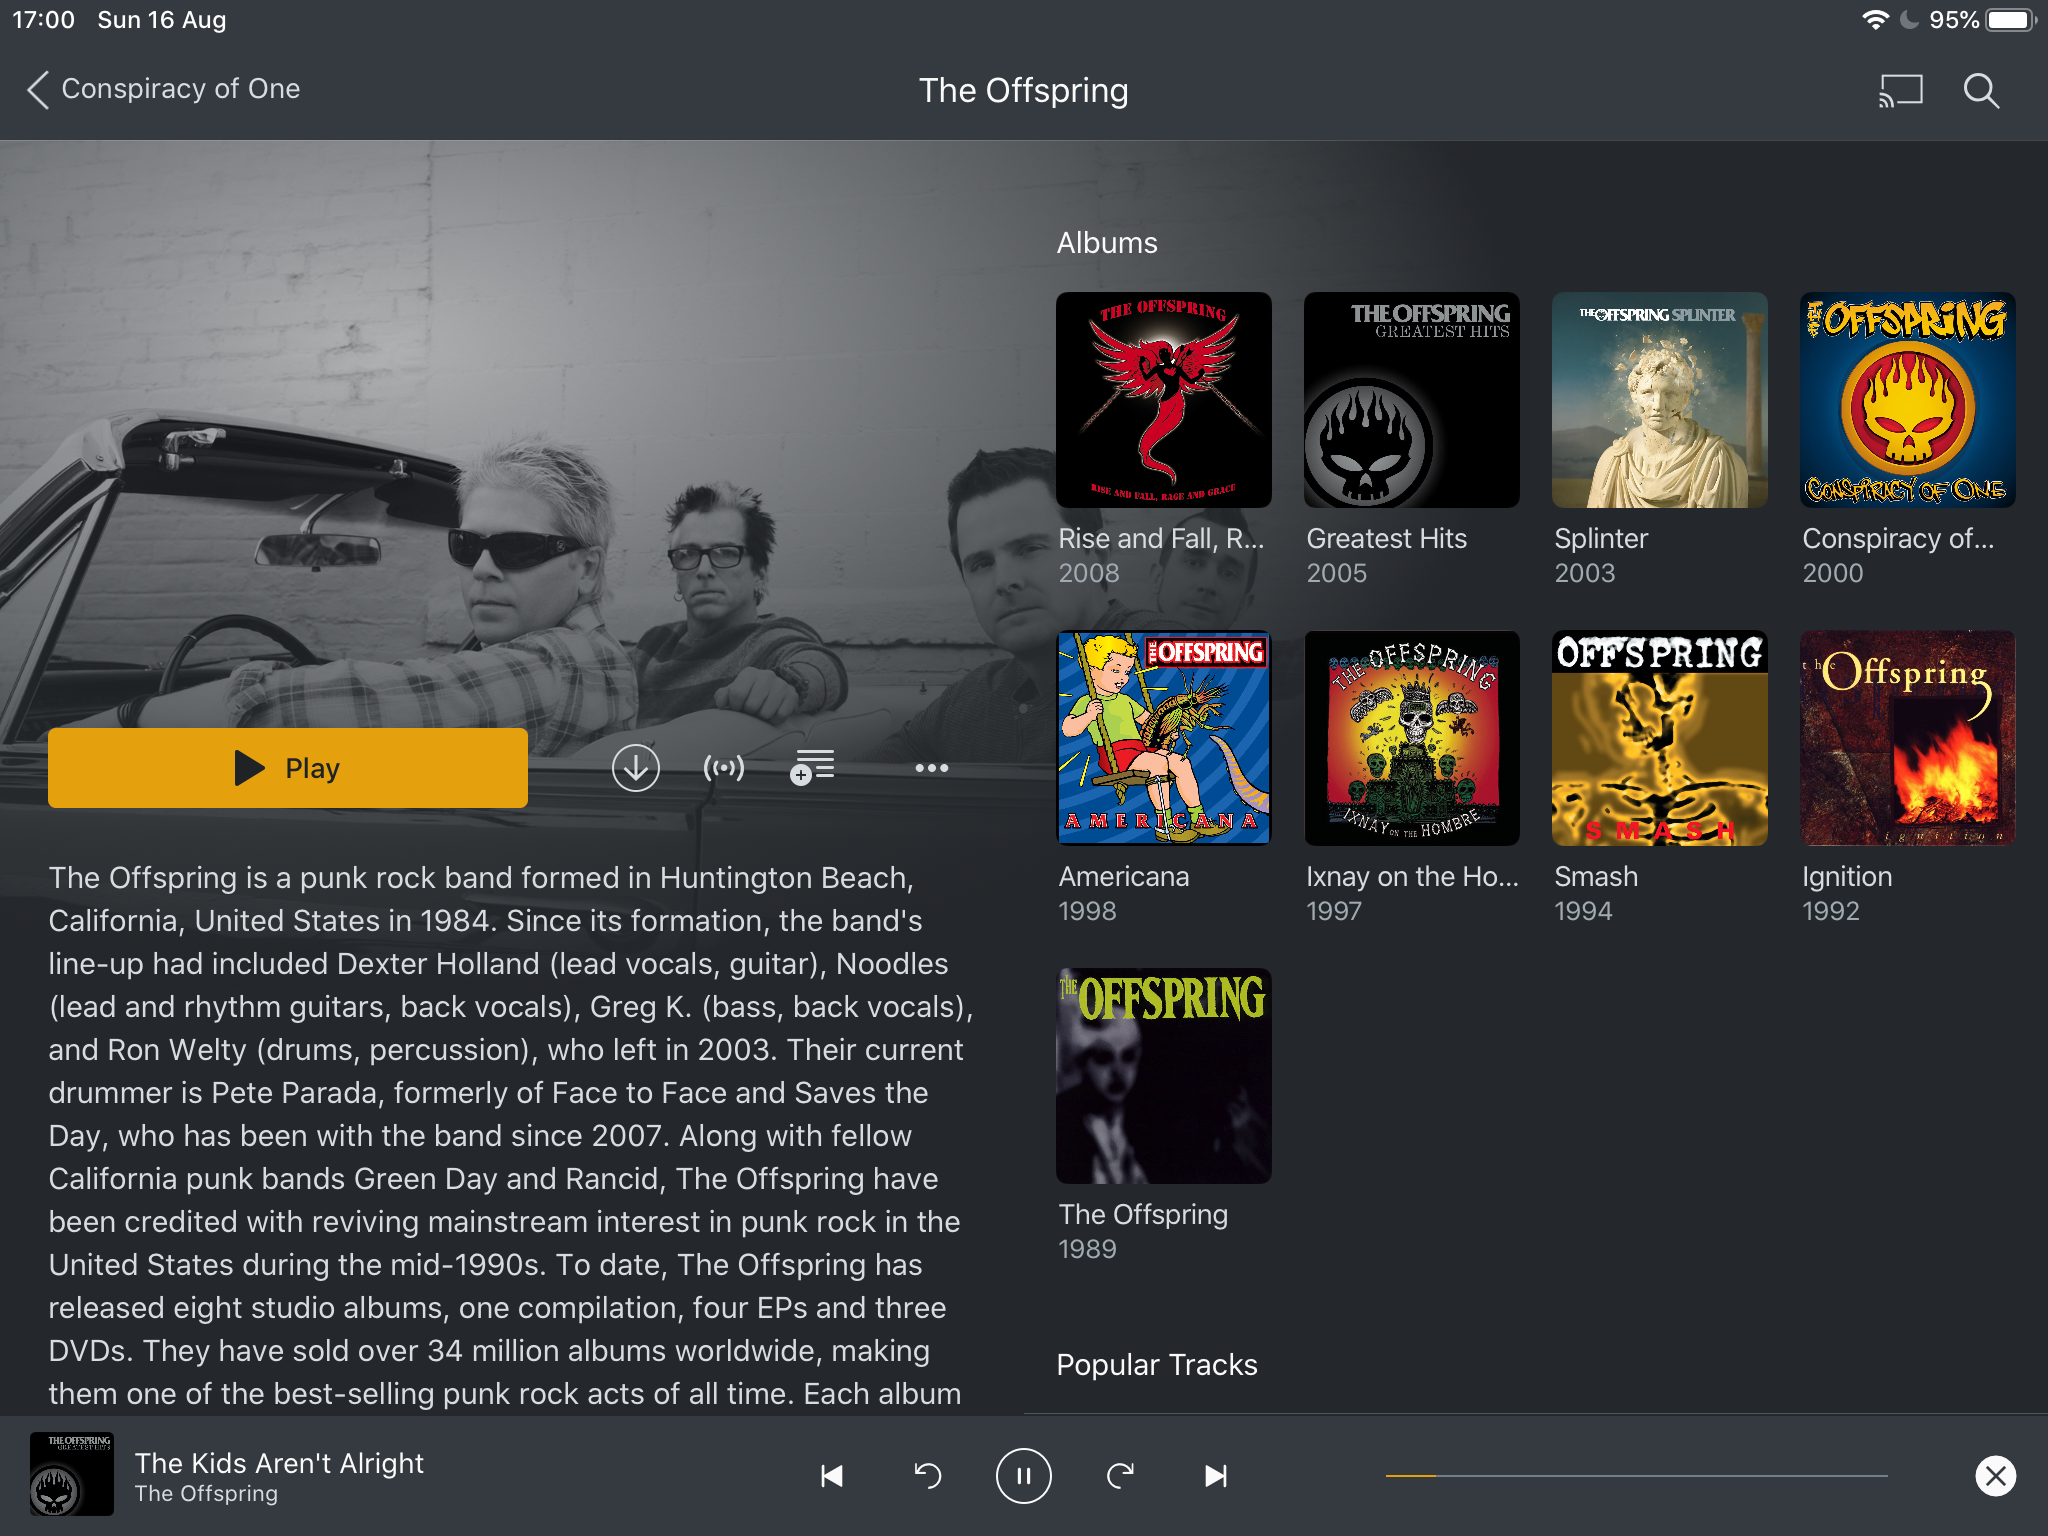 17:00 Sun 16 Aug
95%
Conspiracy of One
The Offspring
Albums
THE OFFSPRING
RISE AND FALL, RAGE AND GRACE
Rise and Fall, R...
2008
THE OFFSPRING
GREATEST HITS
Greatest Hits
2005
THE OFFSPRING SPLINTER
Splinter
2003
THE OFFSPRING
CONSPIRACY OF ONE
Conspiracy of...
2000
THE OFFSPRING
AMERICANA
Americana
1998
THE OFFSPRING
IXNAY ON THE HOMBRE
Ixnay on the Ho...
1997
OFFSPRING
SMASH
Smash
1994
the Offspring
ignition
Ignition
1992
THE OFFSPRING
The Offspring
1989
Popular Tracks
Play
The Offspring is a punk rock band formed in Huntington Beach,
California, United States in 1984. Since its formation, the band's
line-up had included Dexter Holland (lead vocals, guitar), Noodles
(lead and rhythm guitars, back vocals), Greg K. (bass, back vocals),
and Ron Welty (drums, percussion), who left in 2003. Their current
drummer is Pete Parada, formerly of Face to Face and Saves the
Day, who has been with the band since 2007. Along with fellow
California punk bands Green Day and Rancid, The Offspring have
been credited with reviving mainstream interest in punk rock in the
United States during the mid-1990s. To date, The Offspring has
released eight studio albums, one compilation, four EPs and three
DVDs. They have sold over 34 million albums worldwide, making
them one of the best-selling punk rock acts of all time. Each album
THE OFFSPRING
GREATEST HITS
The Kids Aren't Alright
The Offspring